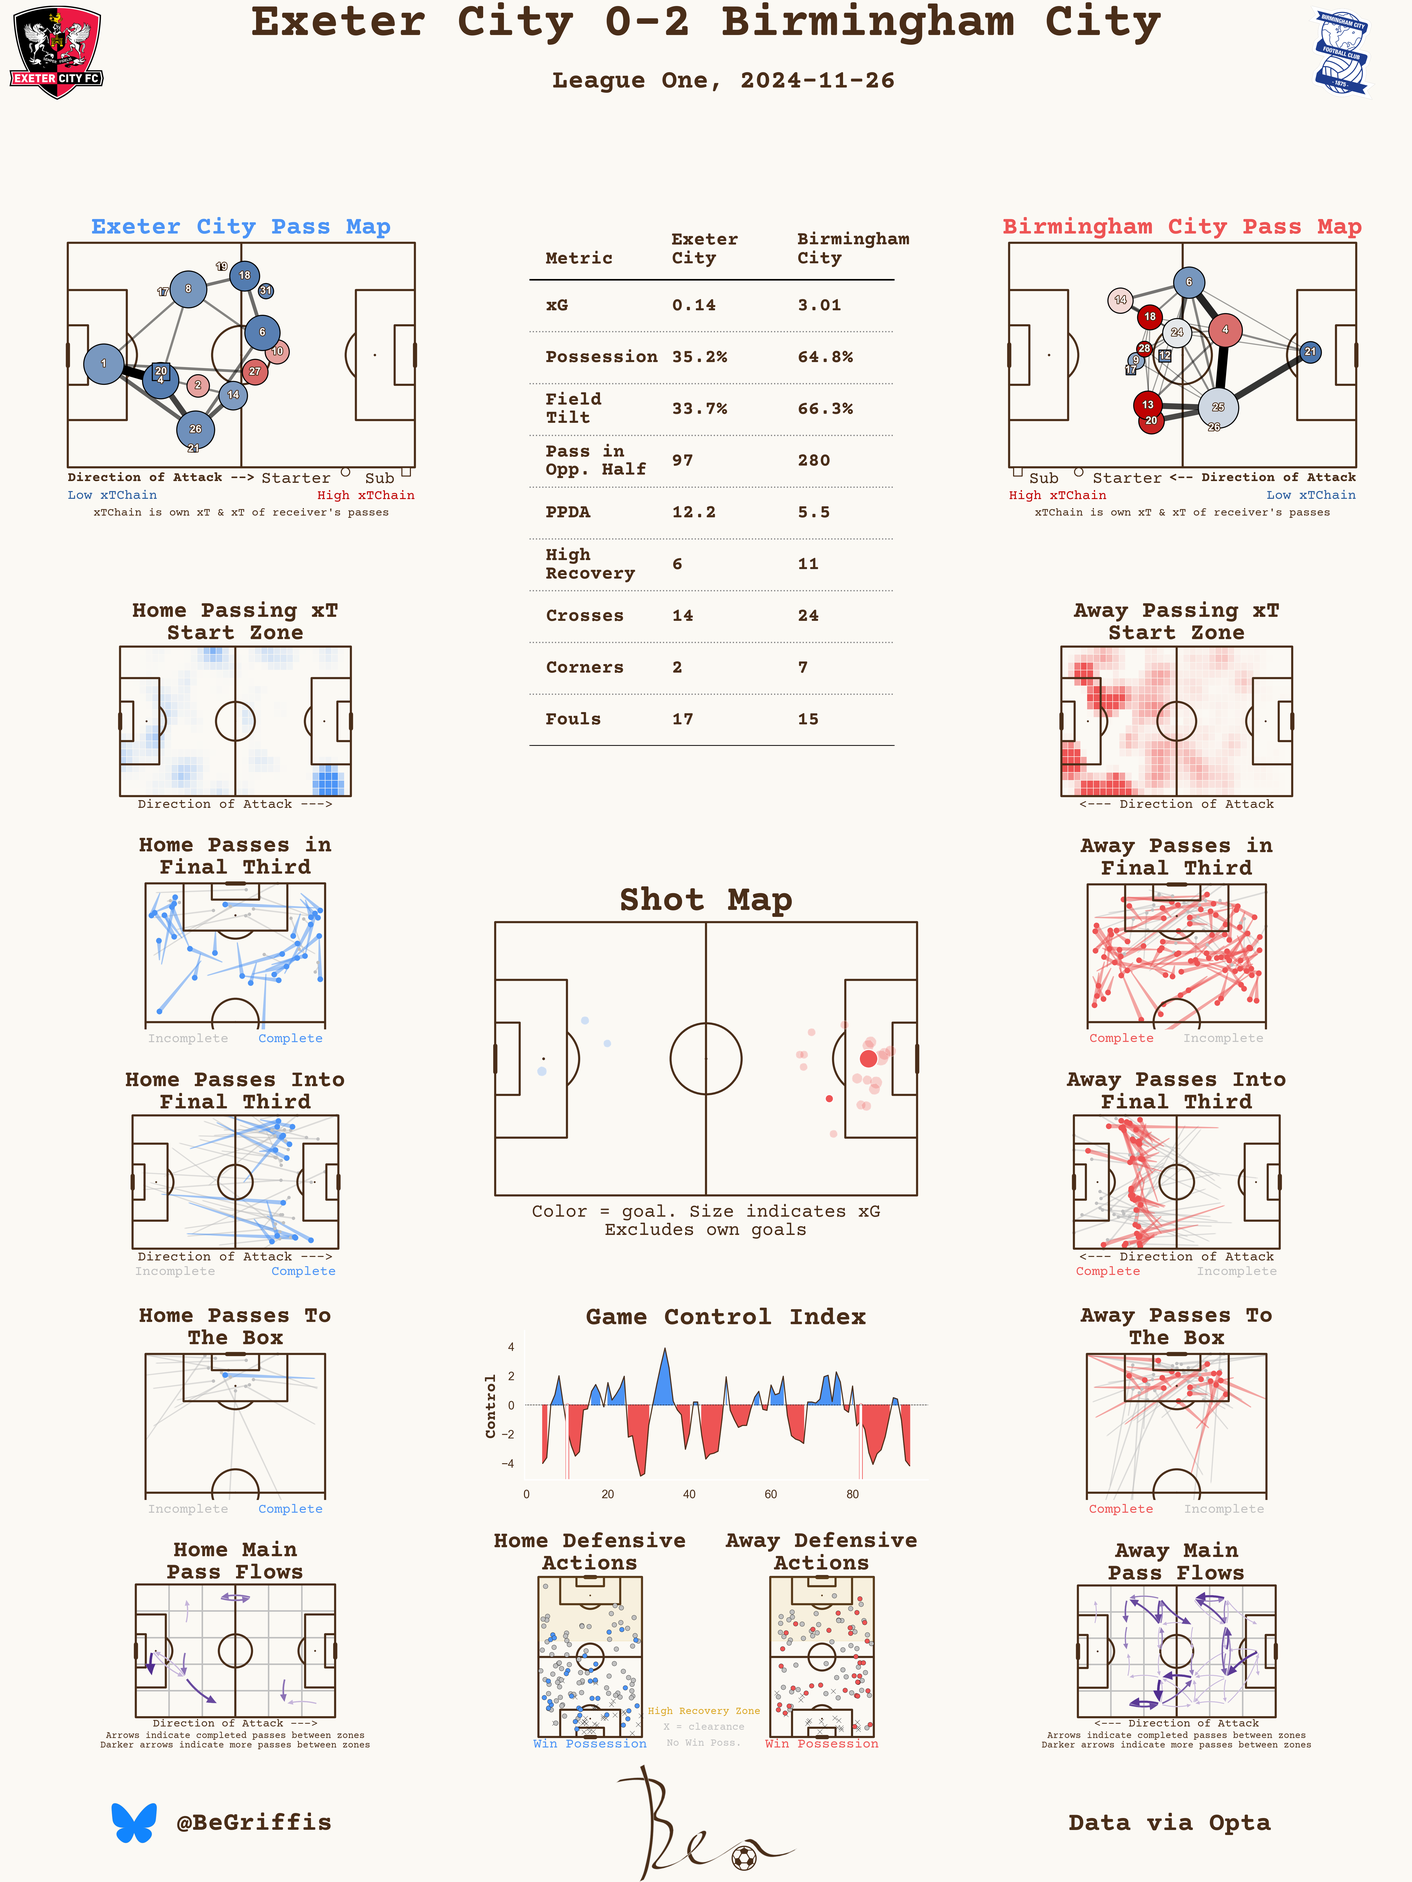 Exeter City 0-2 Birmingham City
League One, 2024-11-26
EXETER CITY FC
BIRMINGHAM CITY
FOOTBALL CLUB
1875
Exeter City Pass Map
19
18
17
8
31
6
10
1
20
4
2
27
14
26
21
Direction of Attack --> Starter Sub
Low xTChain High xTChain
xTChain is own xT & xT of receiver's passes
Metric Exeter City Birmingham City
xG 0.14 3.01
Possession 35.2% 64.8%
Field Tilt 33.7% 66.3%
Pass in Opp. Half 97 280
PPDA 12.2 5.5
High Recovery 6 11
Crosses 14 24
Corners 2 7
Fouls 17 15
Birmingham City Pass Map
6
14
18
24
4
28
9
12
17
21
13
20
25
26
Sub Starter <-- Direction of Attack
High xTChain Low xTChain
xTChain is own xT & xT of receiver's passes
Home Passing xT
Start Zone
Direction of Attack --->
Away Passing xT
Start Zone
<--- Direction of Attack
Home Passes in
Final Third
Incomplete Complete
Away Passes in
Final Third
Complete Incomplete
Shot Map
Color = goal. Size indicates xG
Excludes own goals
Home Passes Into
Final Third
Direction of Attack --->
Incomplete Complete
Away Passes Into
Final Third
<--- Direction of Attack
Complete Incomplete
Home Passes To
The Box
Incomplete Complete
Game Control Index
Control
4
2
0
−2
−4
0 20 40 60 80
Away Passes To
The Box
Complete Incomplete
Home Main
Pass Flows
Direction of Attack --->
Arrows indicate completed passes between zones
Darker arrows indicate more passes between zones
Home Defensive
Actions
Win Possession
High Recovery Zone
X = clearance
No Win Poss.
Away Defensive
Actions
Win Possession
Away Main
Pass Flows
<--- Direction of Attack
Arrows indicate completed passes between zones
Darker arrows indicate more passes between zones
@BeGriffis
Ben
Data via Opta